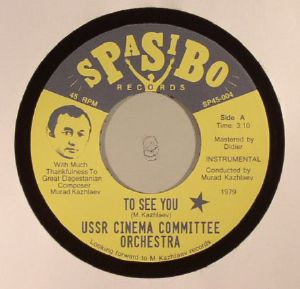 SPASIBO
RECORDS
45 RPM
SP45-004
Side A
Time: 3:10
Mastered by
Didier
INSTRUMENTAL
Conducted by
Murad Kazhlaev
1979
With Much
Thankfulness To
Great Dagestanian
Composer
Murad Kazhlaev
TO SEE YOU
(M. Kazhlaev)
USSR CINEMA COMMITTEE
ORCHESTRA
Looking forward to M. Kazhlaev records